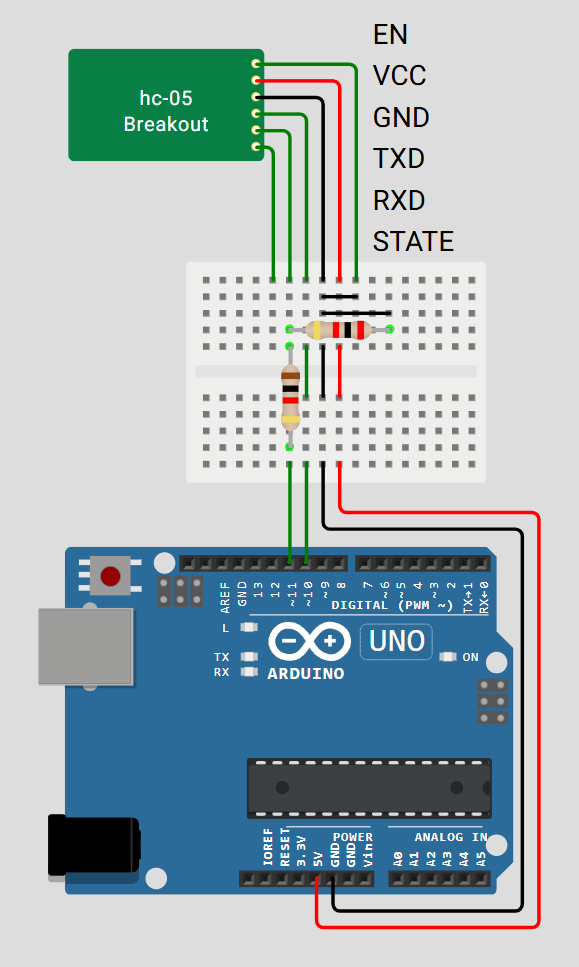 EN
VCC
GND
TXD
RXD
STATE
hc-05
Breakout
AREF
GND
13
12
~11
~10
~9
8
7
~6
~5
4
~3
2
TX→1
RX←0
DIGITAL (PWM ~)
L
TX
RX
UNO
ON
ARDUINO
POWER
ANALOG IN
IOREF
RESET
3.3V
5V
GND
GND
Vin
A0
A1
A2
A3
A4
A5